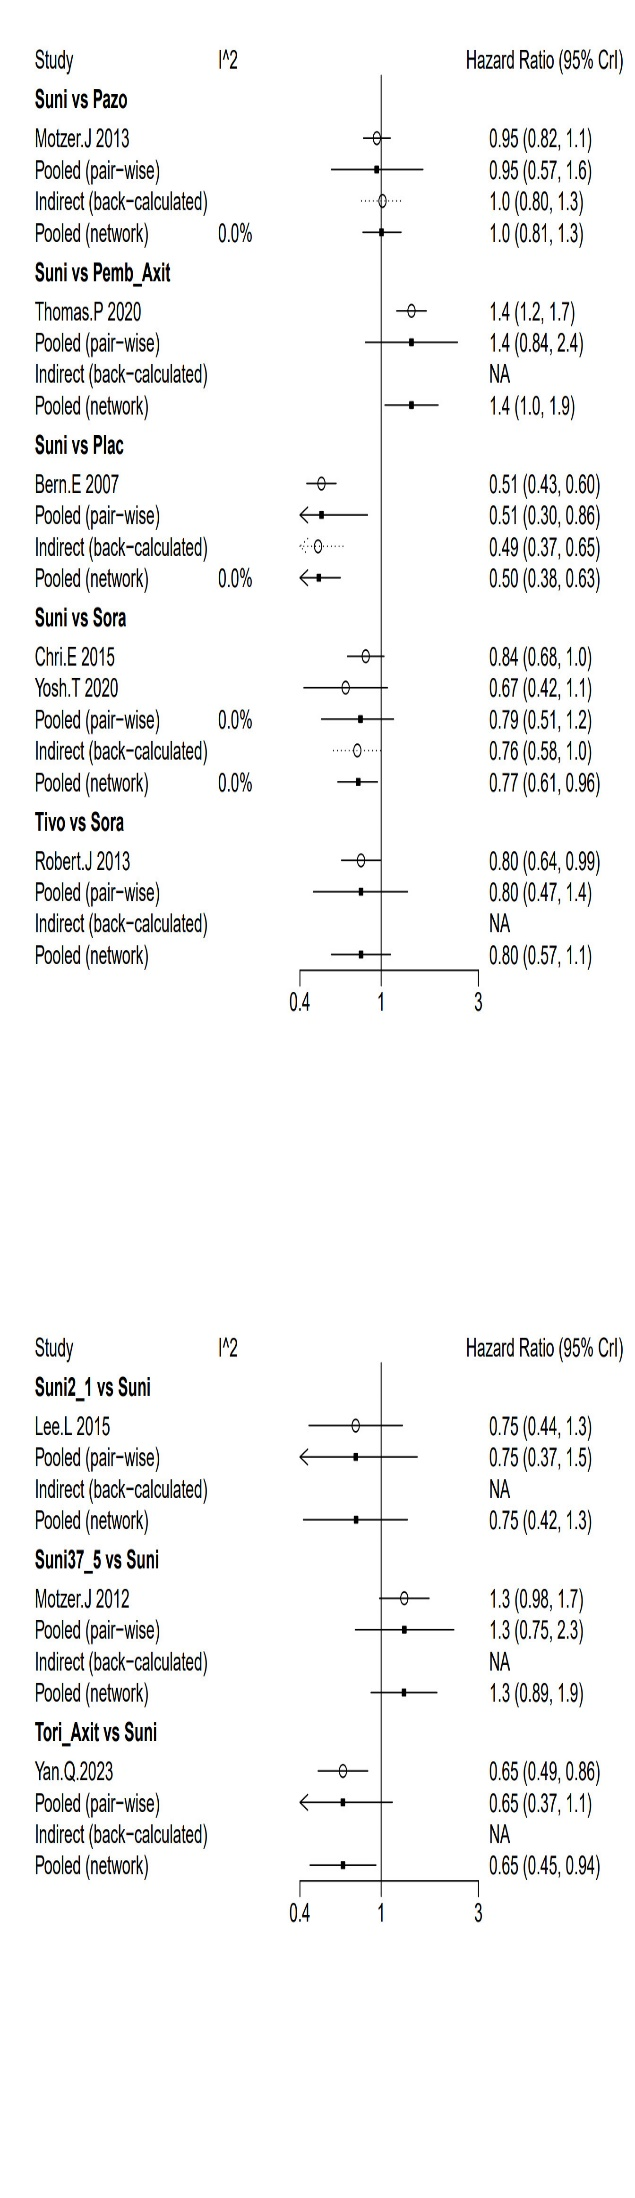 Study I^2 Hazard Ratio (95% CrI)
Suni vs Pazo
Motzer.J 2013 0.95 (0.82, 1.1)
Pooled (pair−wise) 0.95 (0.57, 1.6)
Indirect (back−calculated) 1.0 (0.80, 1.3)
Pooled (network) 0.0% 1.0 (0.81, 1.3)
Suni vs Pemb_Axit
Thomas.P 2020 1.4 (1.2, 1.7)
Pooled (pair−wise) 1.4 (0.84, 2.4)
Indirect (back−calculated) NA
Pooled (network) 1.4 (1.0, 1.9)
Suni vs Plac
Bern.E 2007 0.51 (0.43, 0.60)
Pooled (pair−wise) 0.51 (0.30, 0.86)
Indirect (back−calculated) 0.49 (0.37, 0.65)
Pooled (network) 0.0% 0.50 (0.38, 0.63)
Suni vs Sora
Chri.E 2015 0.84 (0.68, 1.0)
Yosh.T 2020 0.67 (0.42, 1.1)
Pooled (pair−wise) 0.0% 0.79 (0.51, 1.2)
Indirect (back−calculated) 0.76 (0.58, 1.0)
Pooled (network) 0.0% 0.77 (0.61, 0.96)
Tivo vs Sora
Robert.J 2013 0.80 (0.64, 0.99)
Pooled (pair−wise) 0.80 (0.47, 1.4)
Indirect (back−calculated) NA
Pooled (network) 0.80 (0.57, 1.1)
0.4 1 3
Study I^2 Hazard Ratio (95% CrI)
Suni2_1 vs Suni
Lee.L 2015 0.75 (0.44, 1.3)
Pooled (pair−wise) 0.75 (0.37, 1.5)
Indirect (back−calculated) NA
Pooled (network) 0.75 (0.42, 1.3)
Suni37_5 vs Suni
Motzer.J 2012 1.3 (0.98, 1.7)
Pooled (pair−wise) 1.3 (0.75, 2.3)
Indirect (back−calculated) NA
Pooled (network) 1.3 (0.89, 1.9)
Tori_Axit vs Suni
Yan.Q.2023 0.65 (0.49, 0.86)
Pooled (pair−wise) 0.65 (0.37, 1.1)
Indirect (back−calculated) NA
Pooled (network) 0.65 (0.45, 0.94)
0.4 1 3